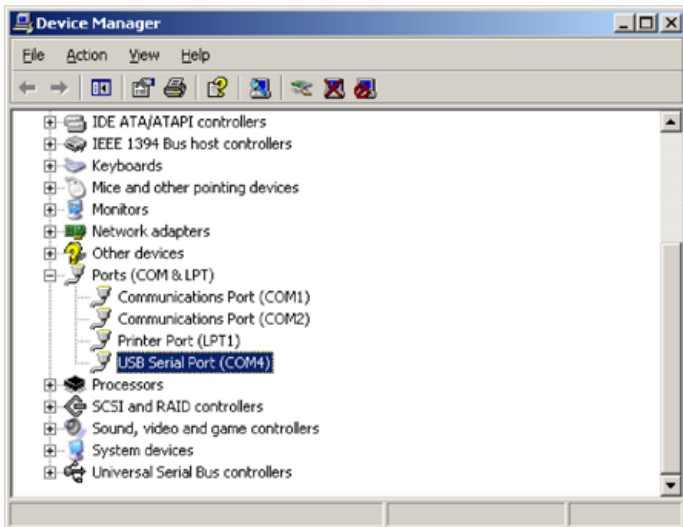 Device Manager
File Action View Help
IDE ATA/ATAPI controllers
IEEE 1394 Bus host controllers
Keyboards
Mice and other pointing devices
Monitors
Network adapters
Other devices
Ports (COM & LPT)
Communications Port (COM1)
Communications Port (COM2)
Printer Port (LPT1)
USB Serial Port (COM4)
Processors
SCSI and RAID controllers
Sound, video and game controllers
System devices
Universal Serial Bus controllers